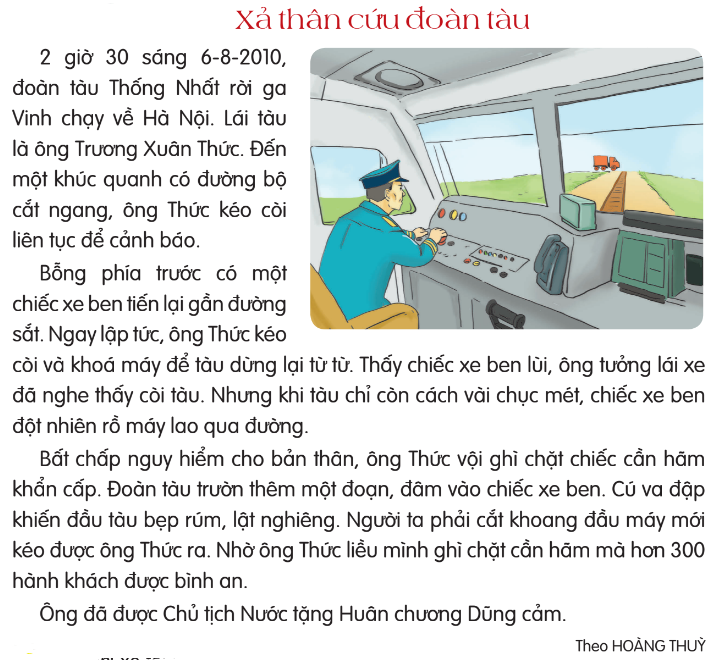 Xả thân cứu đoàn tàu
2 giờ 30 sáng 6-8-2010,
đoàn tàu Thống Nhất rời ga
Vinh chạy về Hà Nội. Lái tàu
là ông Trương Xuân Thức. Đến
một khúc quanh có đường bộ
cắt ngang, ông Thức kéo còi
liên tục để cảnh báo.
Bỗng phía trước có một
chiếc xe ben tiến lại gần đường
sắt. Ngay lập tức, ông Thức kéo
còi và khoá máy để tàu dừng lại từ từ. Thấy chiếc xe ben lùi, ông tưởng lái xe
đã nghe thấy còi tàu. Nhưng khi tàu chỉ còn cách vài chục mét, chiếc xe ben
đột nhiên rồ máy lao qua đường.
Bất chấp nguy hiểm cho bản thân, ông Thức vội ghì chặt chiếc cần hãm
khẩn cấp. Đoàn tàu trườn thêm một đoạn, đâm vào chiếc xe ben. Cú va đập
khiến đầu tàu bẹp rúm, lật nghiêng. Người ta phải cắt khoang đầu máy mới
kéo được ông Thức ra. Nhờ ông Thức liều mình ghì chặt cần hãm mà hơn 300
hành khách được bình an.
Ông đã được Chủ tịch Nước tặng Huân chương Dũng cảm.
Theo HOÀNG THUỲ